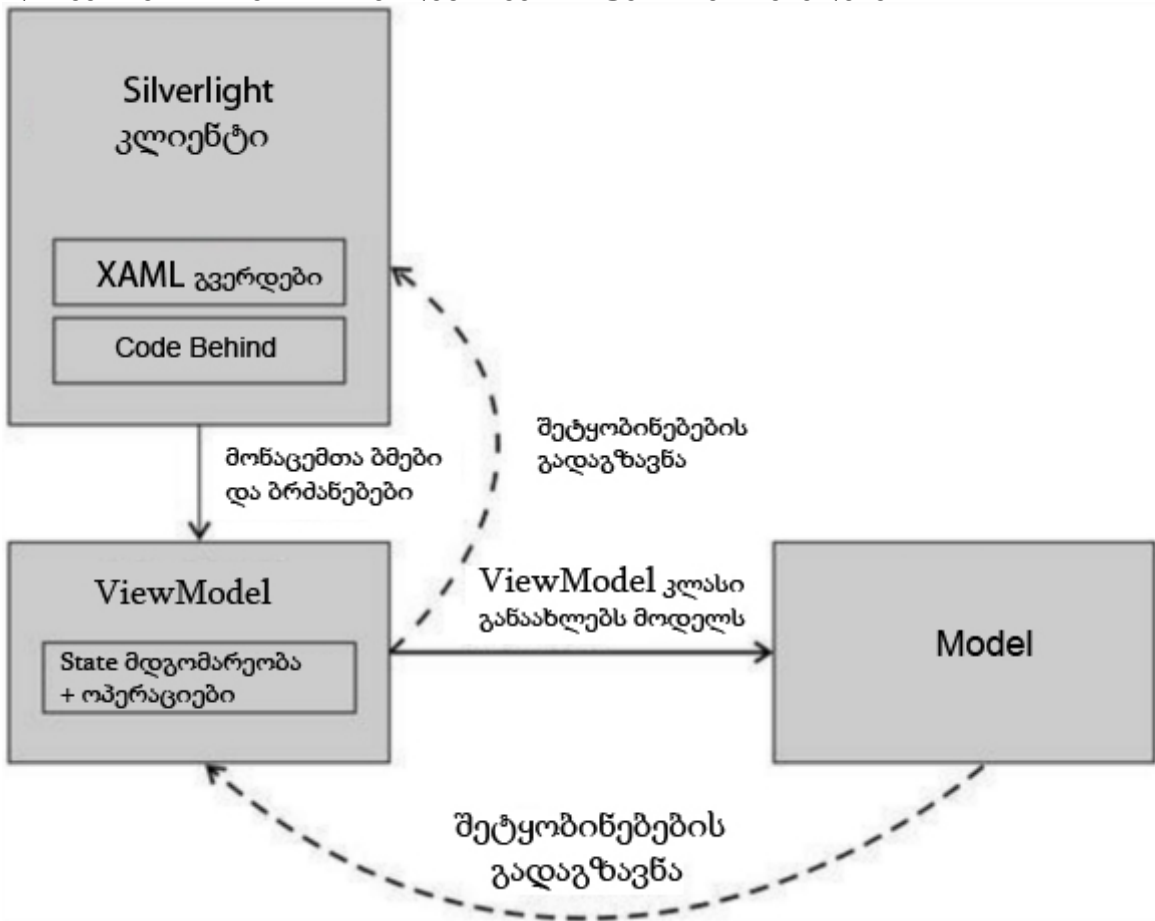 Silverlight
კლიენტი
XAML გვერდები
Code Behind
შეტყობინებების
გადაგზავნა
მონაცემთა ბმები
და ბრძანებები
ViewModel
State მდგომარეობა
+ ოპერაციები
ViewModel კლასი
განაახლებს მოდელს
Model
შეტყობინებების
გადაგზავნა